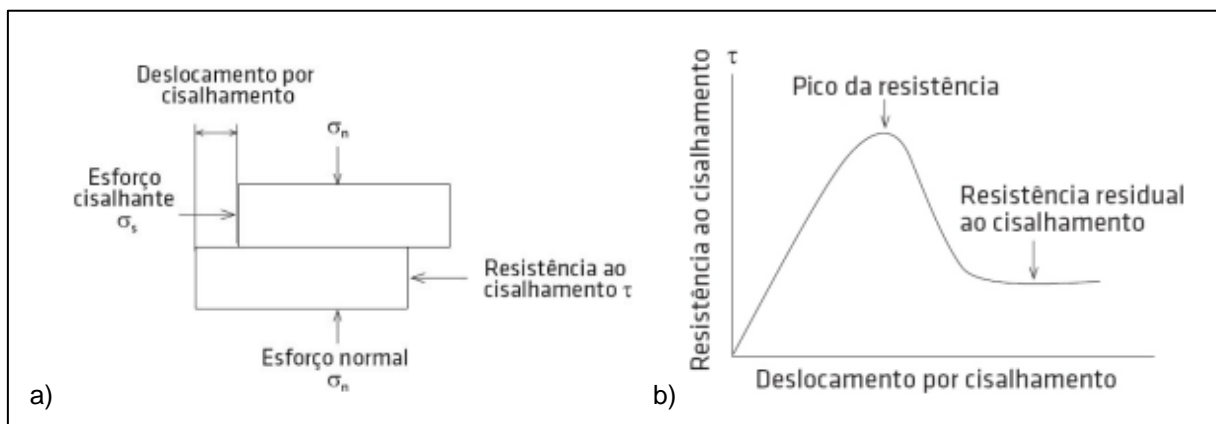 Deslocamento por
cisalhamento
σn
Esforço
cisalhante
σs
Resistência ao
cisalhamento τ
Esforço normal
σn
a)
τ
Resistência ao cisalhamento
Pico da resistência
Resistência residual
ao cisalhamento
Deslocamento por cisalhamento
b)